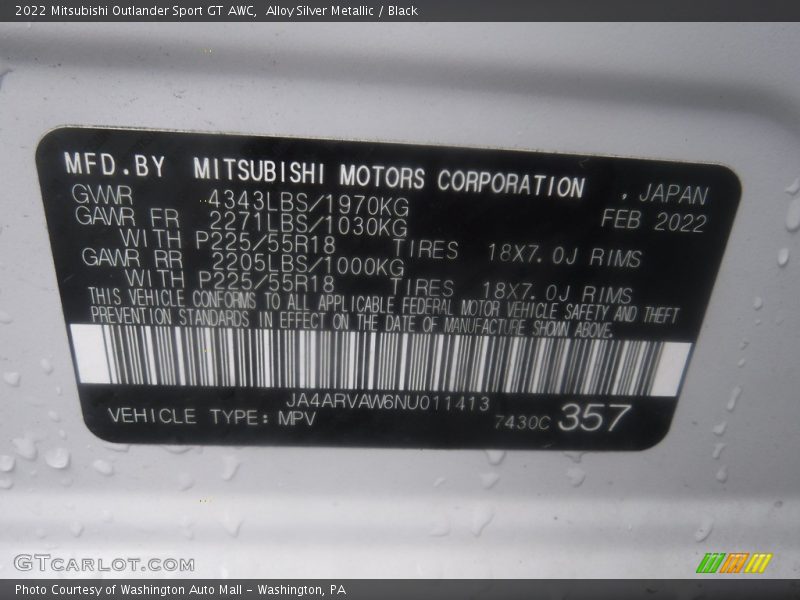 2022 Mitsubishi Outlander Sport GT AWC, Alloy Silver Metallic / Black
MFD.BY MITSUBISHI MOTORS CORPORATION , JAPAN
GVWR 4343LBS/1970KG FEB 2022
GAWR FR 2271LBS/1030KG
WITH P225/55R18 TIRES 18X7.0J RIMS
GAWR RR 2205LBS/1000KG
WITH P225/55R18 TIRES 18X7.0J RIMS
THIS VEHICLE CONFORMS TO ALL APPLICABLE FEDERAL MOTOR VEHICLE SAFETY AND THEFT
PREVENTION STANDARDS IN EFFECT ON THE DATE OF MANUFACTURE SHOWN ABOVE.
JA4ARVAW6NU011413
VEHICLE TYPE: MPV 7430C 357
GTCARLOT.COM
Photo Courtesy of Washington Auto Mall - Washington, PA